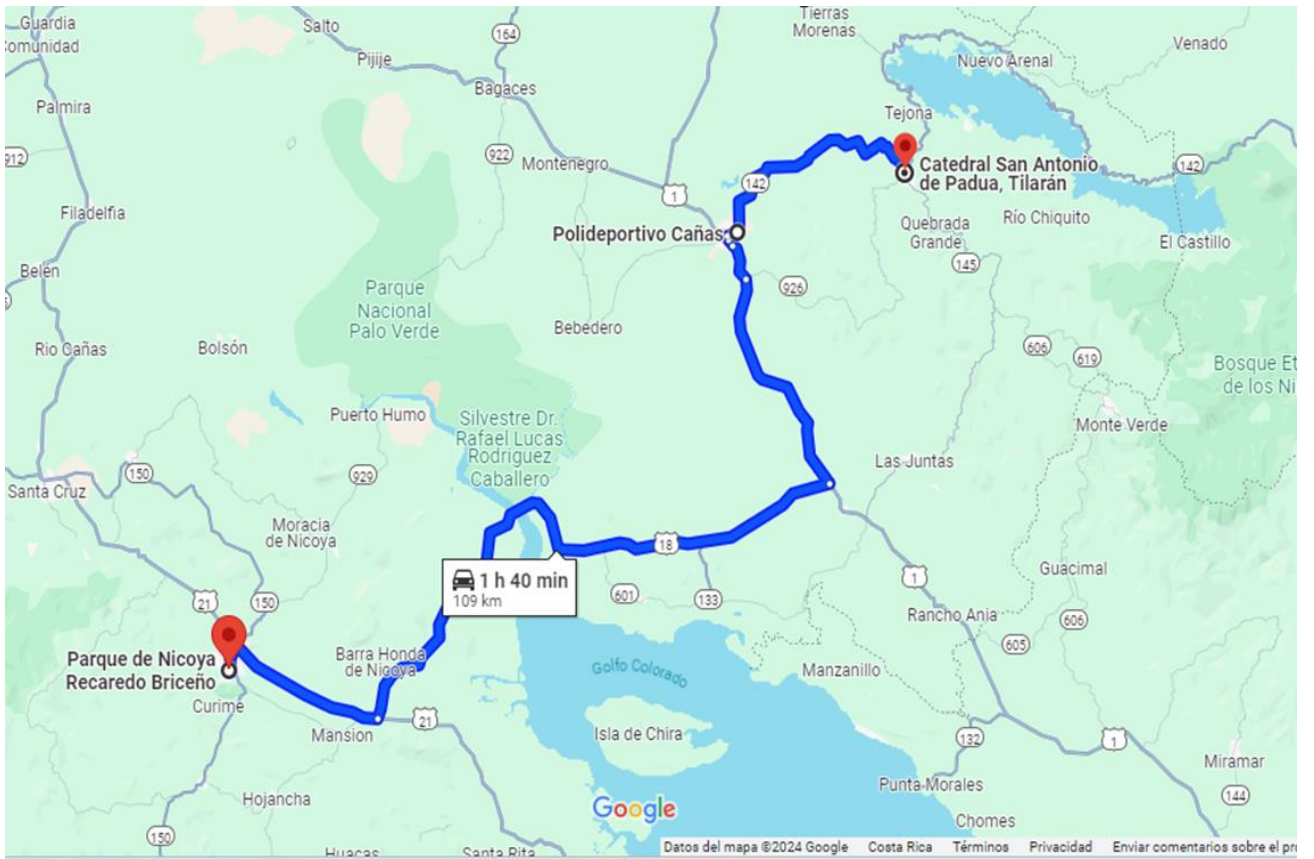 Guardia
Comunidad
Salto
164
Tierras
Morenas
Venado
Pijije
Nuevo Arenal
Palmira
Bagaces
Tejona
912
922
Montenegro
1
142
Catedral San Antonio
de Padua, Tilarán
142
Filadelfia
Polideportivo Cañas
Quebrada
Grande
Río Chiquito
El Castillo
Belén
145
926
Parque
Nacional
Palo Verde
Bebedero
Rio Cañas
Bolsón
606
619
Bosque Et
de los Ni
Puerto Humo
Silvestre Dr.
Rafael Lucas
Rodriguez
Caballero
Monte Verde
150
929
Las Juntas
Santa Cruz
Moracia
de Nicoya
18
1 h 40 min
109 km
21
150
601
133
1
Guacimal
Rancho Ania
606
605
Parque de Nicoya
Recaredo Briceño
Barra Honda
de Nicoya
Golfo Colorado
Manzanillo
Curime
Mansion
21
Isla de Chira
132
1
Miramar
Punta Morales
144
Hojancha
Google
Chomes
150
Huacas
Santa Rita
Datos del mapa ©2024 Google Costa Rica Términos Privacidad Enviar comentarios sobre el pro